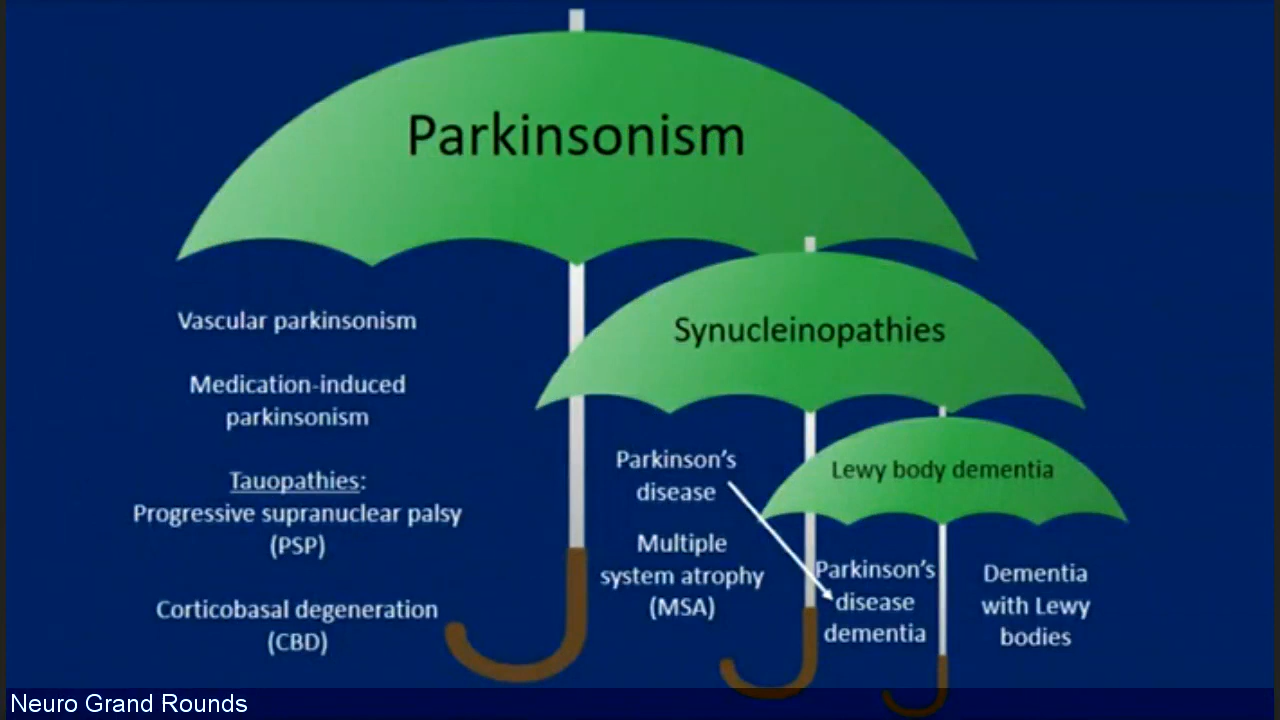 Parkinsonism
Synucleinopathies
Lewy body dementia
Vascular parkinsonism
Medication-induced
parkinsonism
Tauopathies:
Progressive supranuclear palsy
(PSP)
Corticobasal degeneration
(CBD)
Parkinson's
disease
Multiple
system atrophy
(MSA)
Parkinson's
disease
dementia
Dementia
with Lewy
bodies
Neuro Grand Rounds